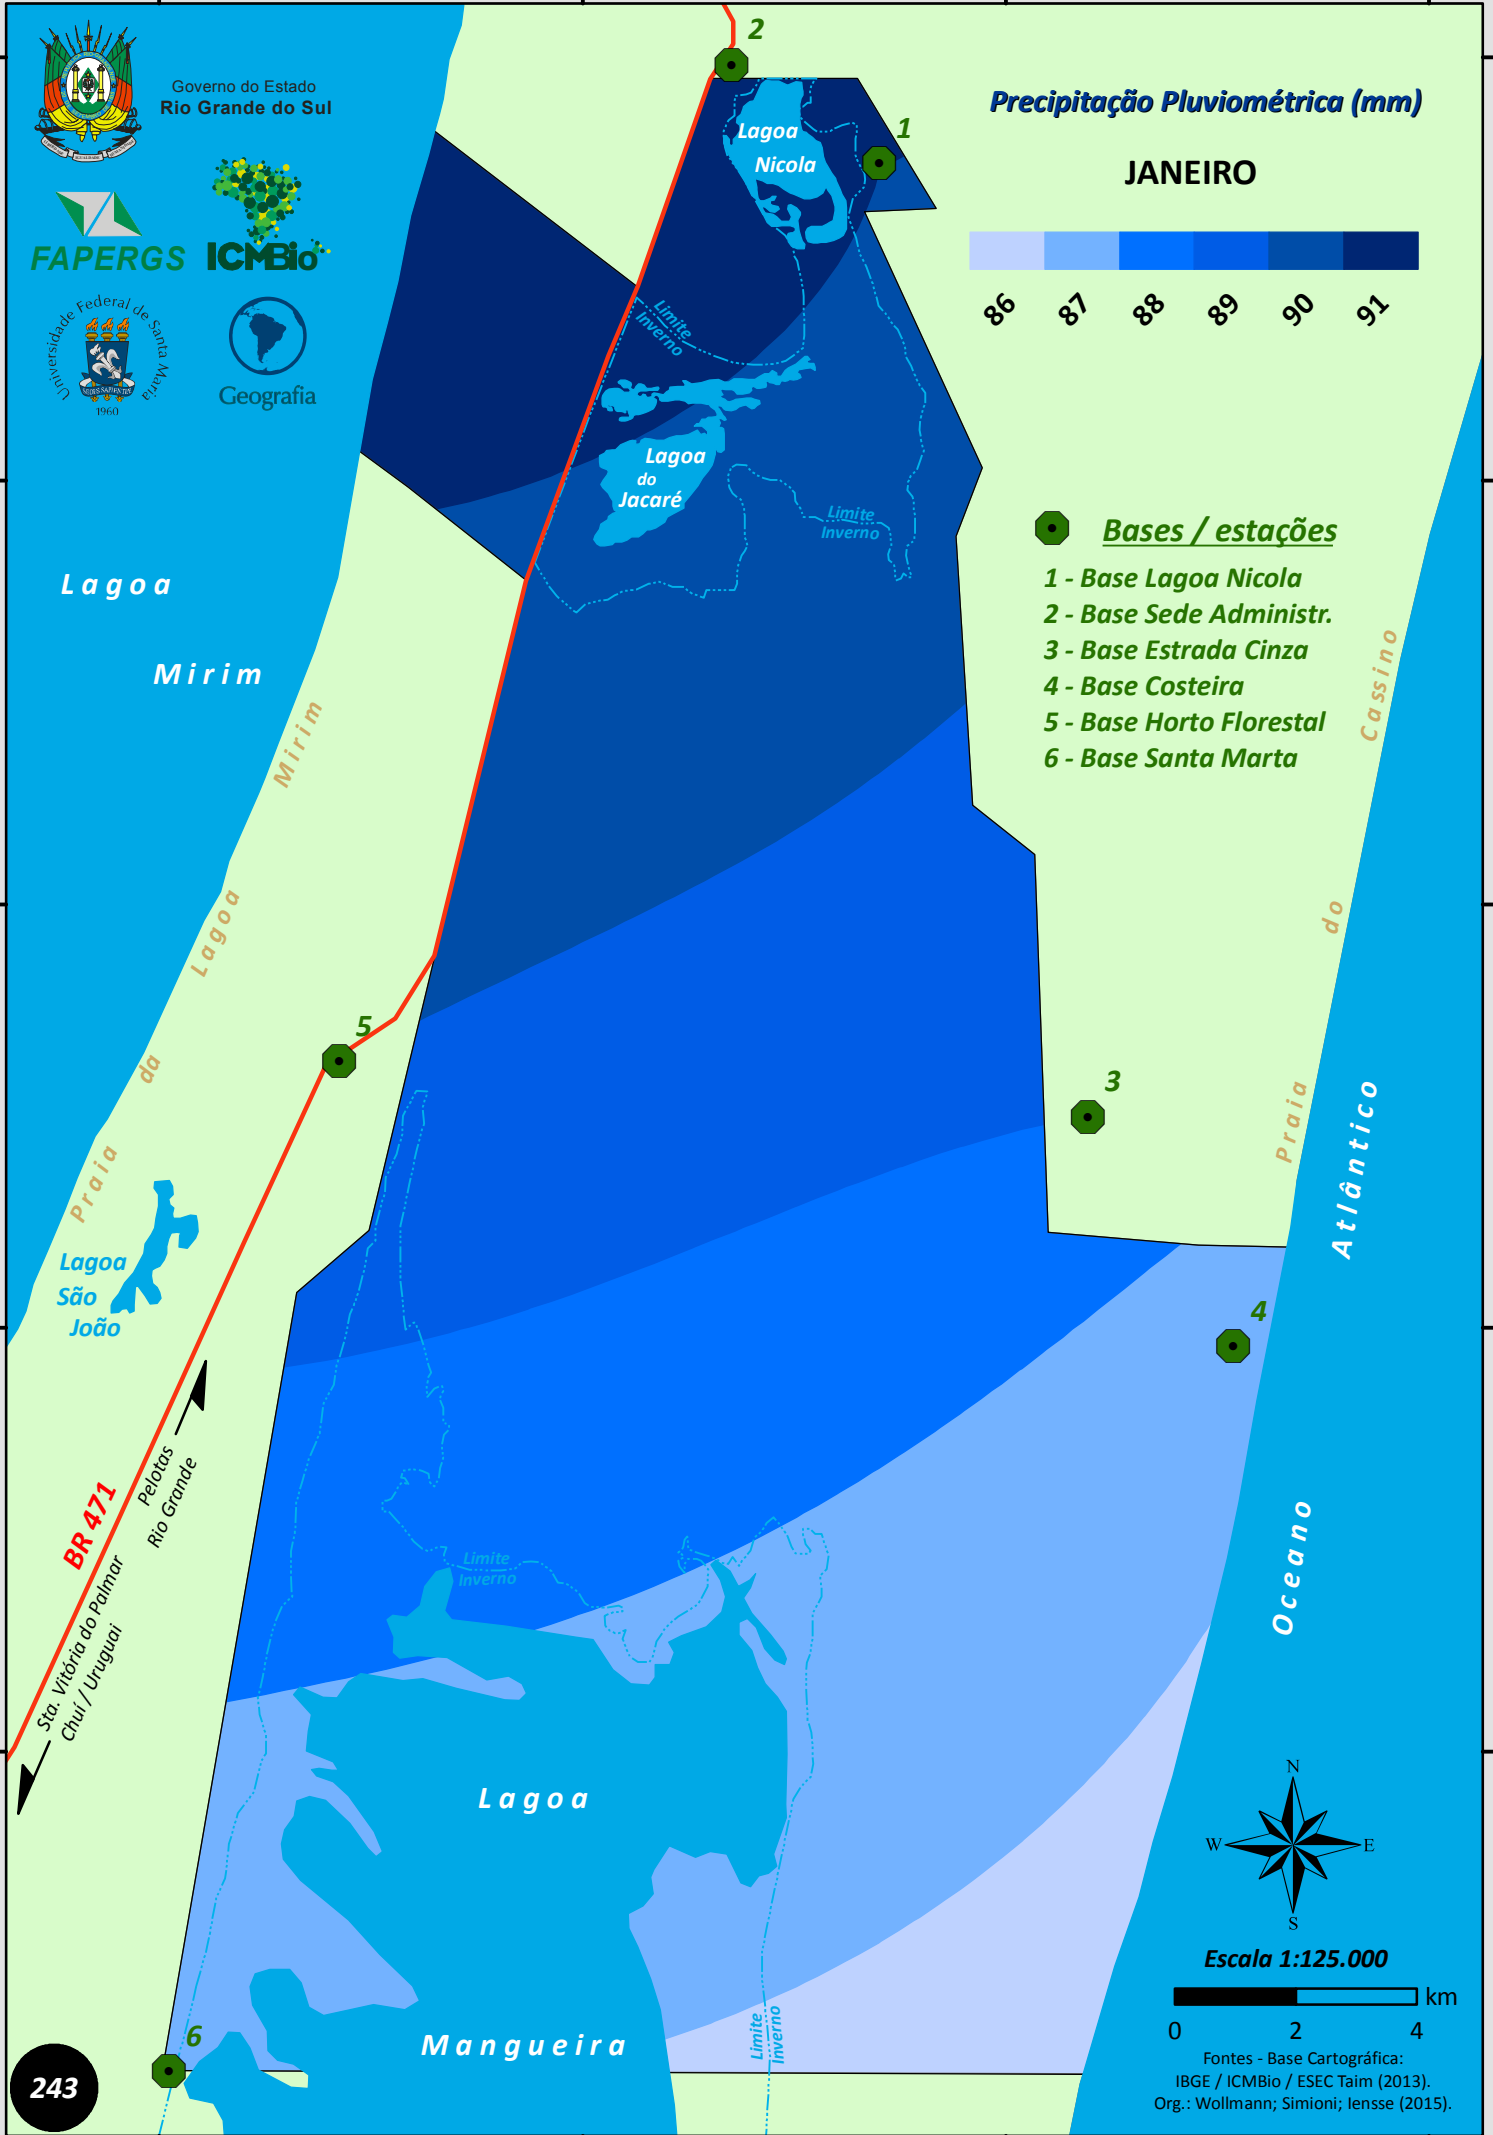 Governo do Estado
Rio Grande do Sul
FAPERGS
ICMBio
Universidade Federal de Santa Maria
SEDES SAPIENTIAE
1960
Geografia
Precipitação Pluviométrica (mm)
JANEIRO
86 87 88 89 90 91
Bases / estações
1 - Base Lagoa Nicola
2 - Base Sede Administr.
3 - Base Estrada Cinza
4 - Base Costeira
5 - Base Horto Florestal
6 - Base Santa Marta
2
1
Lagoa
Nicola
Limite
Inverno
Lagoa
do
Jacaré
Limite
Inverno
Lagoa
Mirim
Praia da Lagoa Mirim
5
3
4
Praia do Cassino
Oceano Atlântico
Lagoa
São
João
BR 471
Pelotas
Rio Grande
Sta. Vitória do Palmar
Chuí / Uruguai
Limite
Inverno
Lagoa
Mangueira
Limite
Inverno
6
N
W E
S
Escala 1:125.000
km
0 2 4
Fontes - Base Cartográfica:
IBGE / ICMBio / ESEC Taim (2013).
Org.: Wollmann; Simioni; Iensse (2015).
243